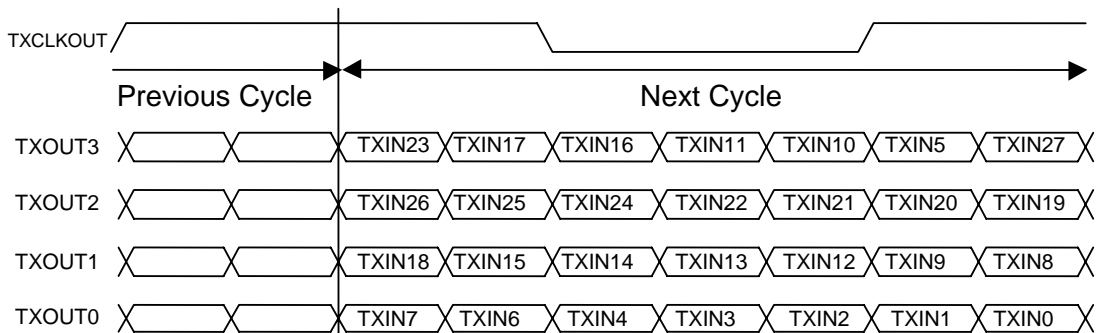 TXCLKOUT
Previous Cycle Next Cycle
TXOUT3 TXIN23 TXIN17 TXIN16 TXIN11 TXIN10 TXIN5 TXIN27
TXOUT2 TXIN26 TXIN25 TXIN24 TXIN22 TXIN21 TXIN20 TXIN19
TXOUT1 TXIN18 TXIN15 TXIN14 TXIN13 TXIN12 TXIN9 TXIN8
TXOUT0 TXIN7 TXIN6 TXIN4 TXIN3 TXIN2 TXIN1 TXIN0